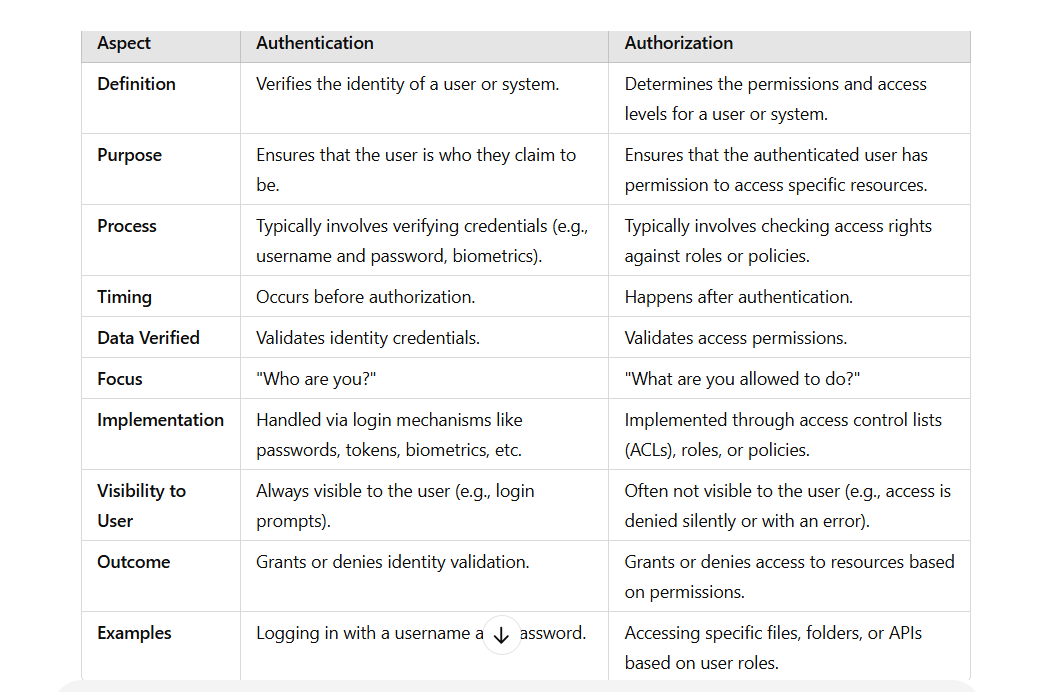 Aspect Authentication Authorization
Definition Verifies the identity of a user or system. Determines the permissions and access
levels for a user or system.
Purpose Ensures that the user is who they claim to Ensures that the authenticated user has
be. permission to access specific resources.
Process Typically involves verifying credentials (e.g., Typically involves checking access rights
username and password, biometrics). against roles or policies.
Timing Occurs before authorization. Happens after authentication.
Data Verified Validates identity credentials. Validates access permissions.
Focus "Who are you?" "What are you allowed to do?"
Implementation Handled via login mechanisms like Implemented through access control lists
passwords, tokens, biometrics, etc. (ACLs), roles, or policies.
Visibility to Always visible to the user (e.g., login Often not visible to the user (e.g., access is
User prompts). denied silently or with an error).
Outcome Grants or denies identity validation. Grants or denies access to resources based
on permissions.
Examples Logging in with a username Accessing specific files, folders, or APIs
based on user roles.